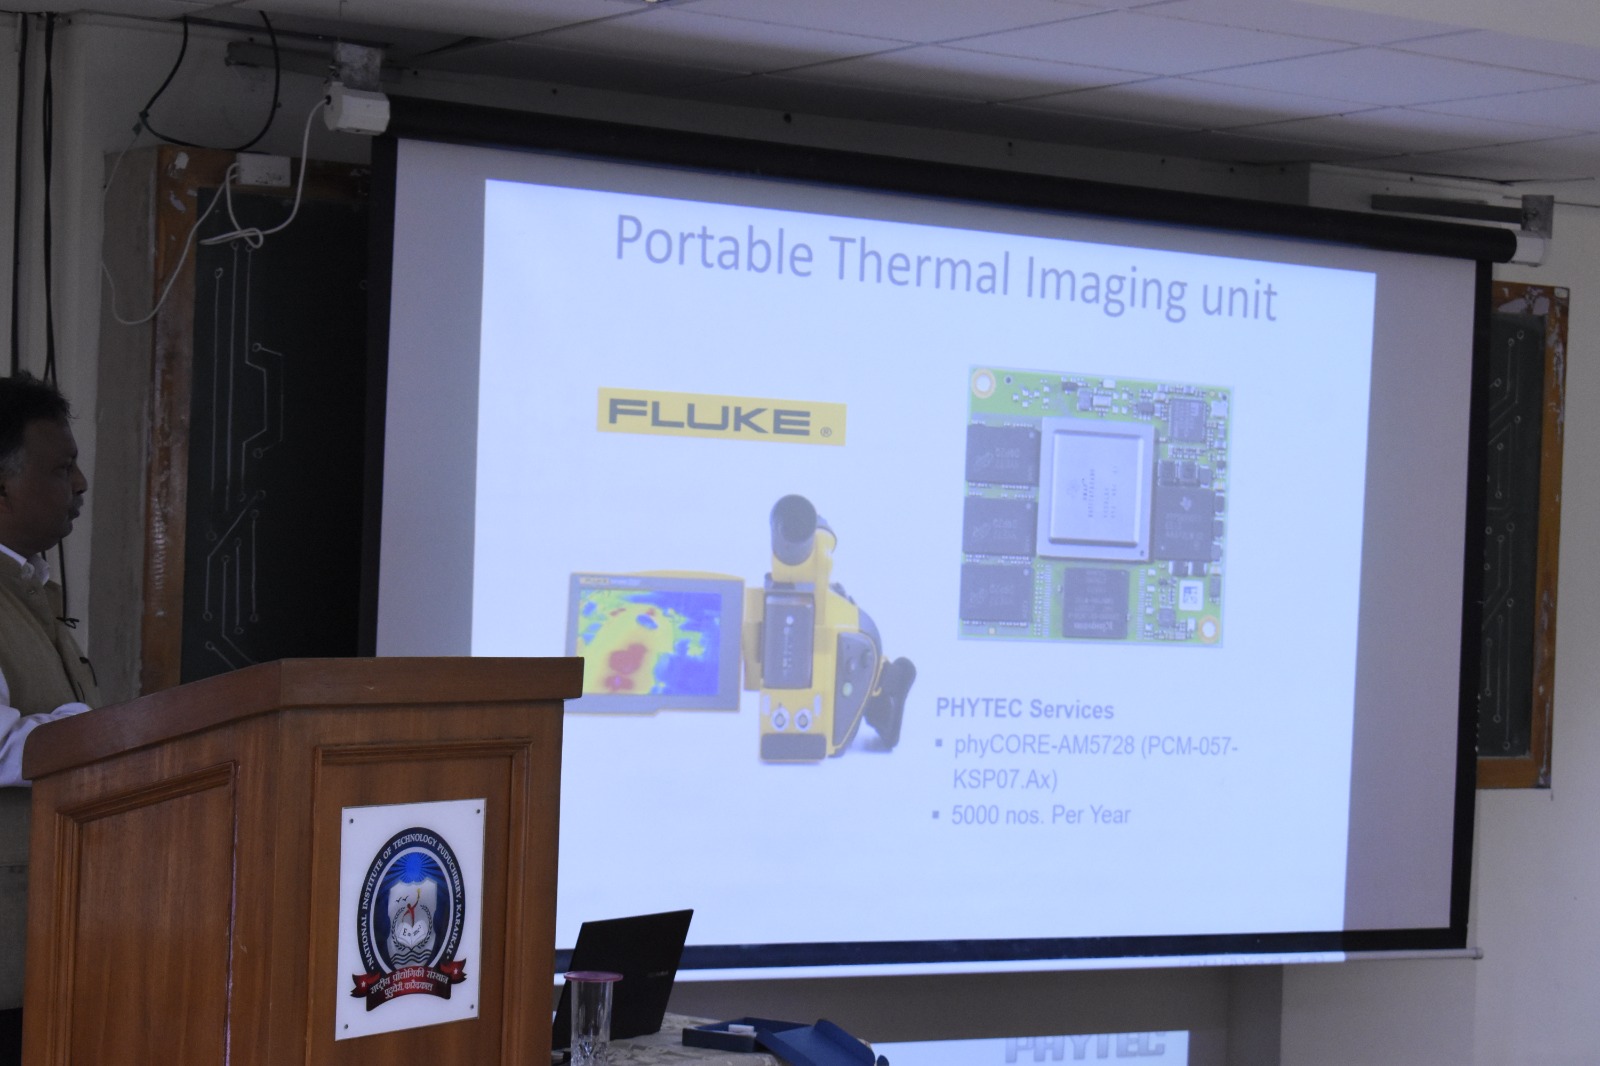 Portable Thermal Imaging unit
FLUKE ®
PHYTEC Services
▪ phyCORE-AM5728 (PCM-057-
KSP07.Ax)
▪ 5000 nos. Per Year
NATIONAL INSTITUTE OF TECHNOLOGY PUDUCHERRY, KARAIKAL
राष्ट्रीय प्रौद्योगिकी संस्थान
पुदुचेरी, कारैक्काल
PHYTEC